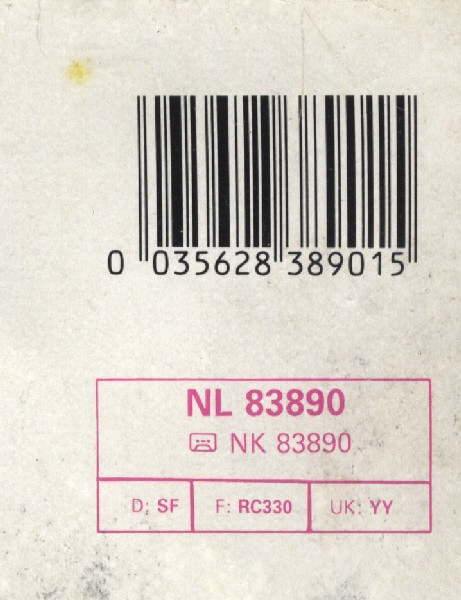 0 035628 389015
NL 83890
NK 83890
D; SF F: RC330 UK: YY